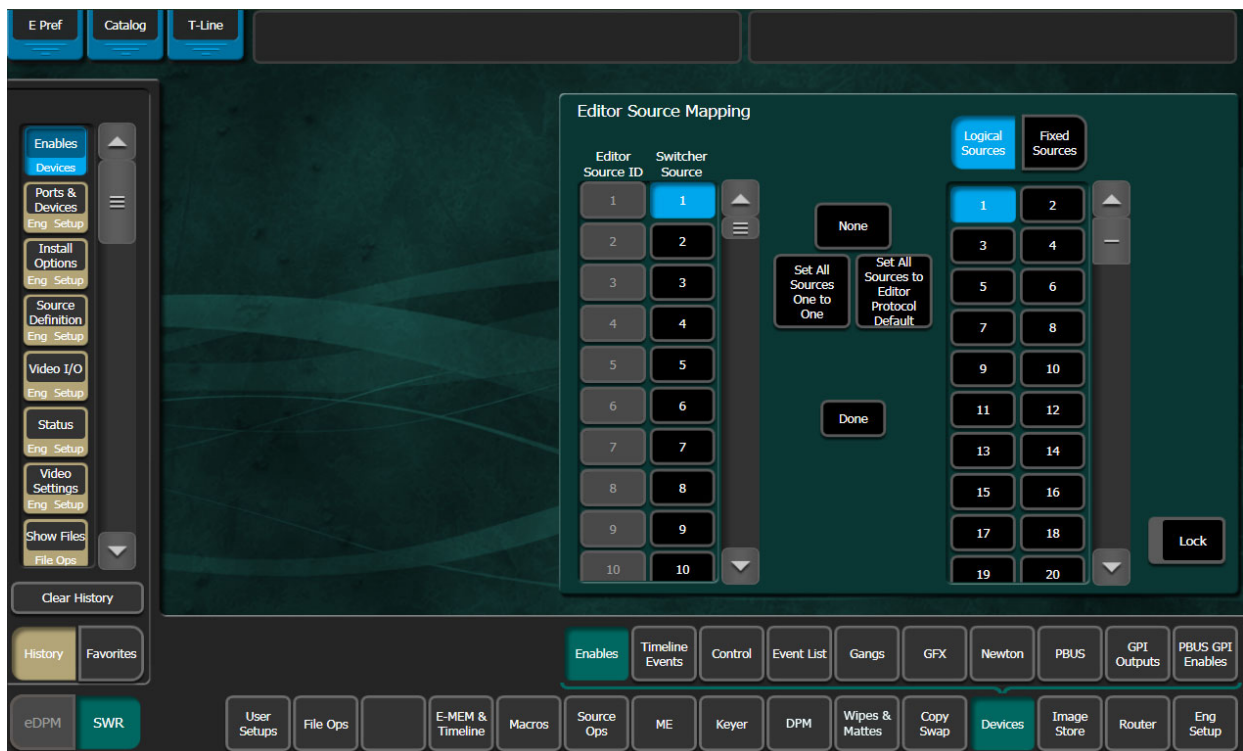 E Pref
Catalog
T-Line
Enables
Devices
Ports &
Devices
Eng Setup
Install
Options
Eng Setup
Source
Definition
Eng Setup
Video I/O
Eng Setup
Status
Eng Setup
Video
Settings
Eng Setup
Show Files
File Ops
Clear History
History
Favorites
eDPM
SWR
Editor Source Mapping
Editor
Source ID
Switcher
Source
1
1
2
2
3
3
4
4
5
5
6
6
7
7
8
8
9
9
10
10
None
Set All
Sources
One to
One
Set All
Sources to
Editor
Protocol
Default
Done
Logical
Sources
Fixed
Sources
1
2
3
4
5
6
7
8
9
10
11
12
13
14
15
16
17
18
19
20
Lock
Enables
Timeline
Events
Control
Event List
Gangs
GFX
Newton
PBUS
GPI
Outputs
PBUS GPI
Enables
User
Setups
File Ops
E-MEM &
Timeline
Macros
Source
Ops
ME
Keyer
DPM
Wipes &
Mattes
Copy
Swap
Devices
Image
Store
Router
Eng
Setup